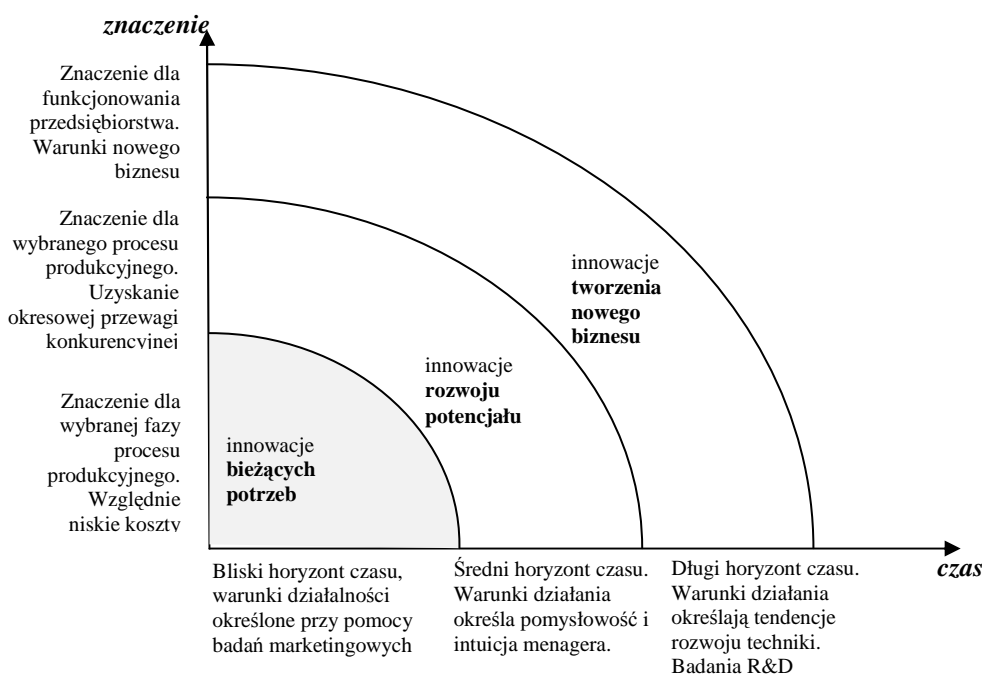 znaczenie
Znaczenie dla
funkcjonowania
przedsiębiorstwa.
Warunki nowego
biznesu
Znaczenie dla
wybranego procesu
produkcyjnego.
Uzyskanie
okresowej przewagi
konkurencyjnej
Znaczenie dla
wybranej fazy
procesu
produkcyjnego.
Względnie
niskie koszty
innowacje
tworzenia
nowego
biznesu
innowacje
rozwoju
potencjału
innowacje
bieżących
potrzeb
czas
Bliski horyzont czasu,
warunki działalności
określone przy pomocy
badań marketingowych
Średni horyzont czasu.
Warunki działania
określa pomysłowość i
intuicja menagera.
Długi horyzont czasu.
Warunki działania
określają tendencje
rozwoju techniki.
Badania R&D